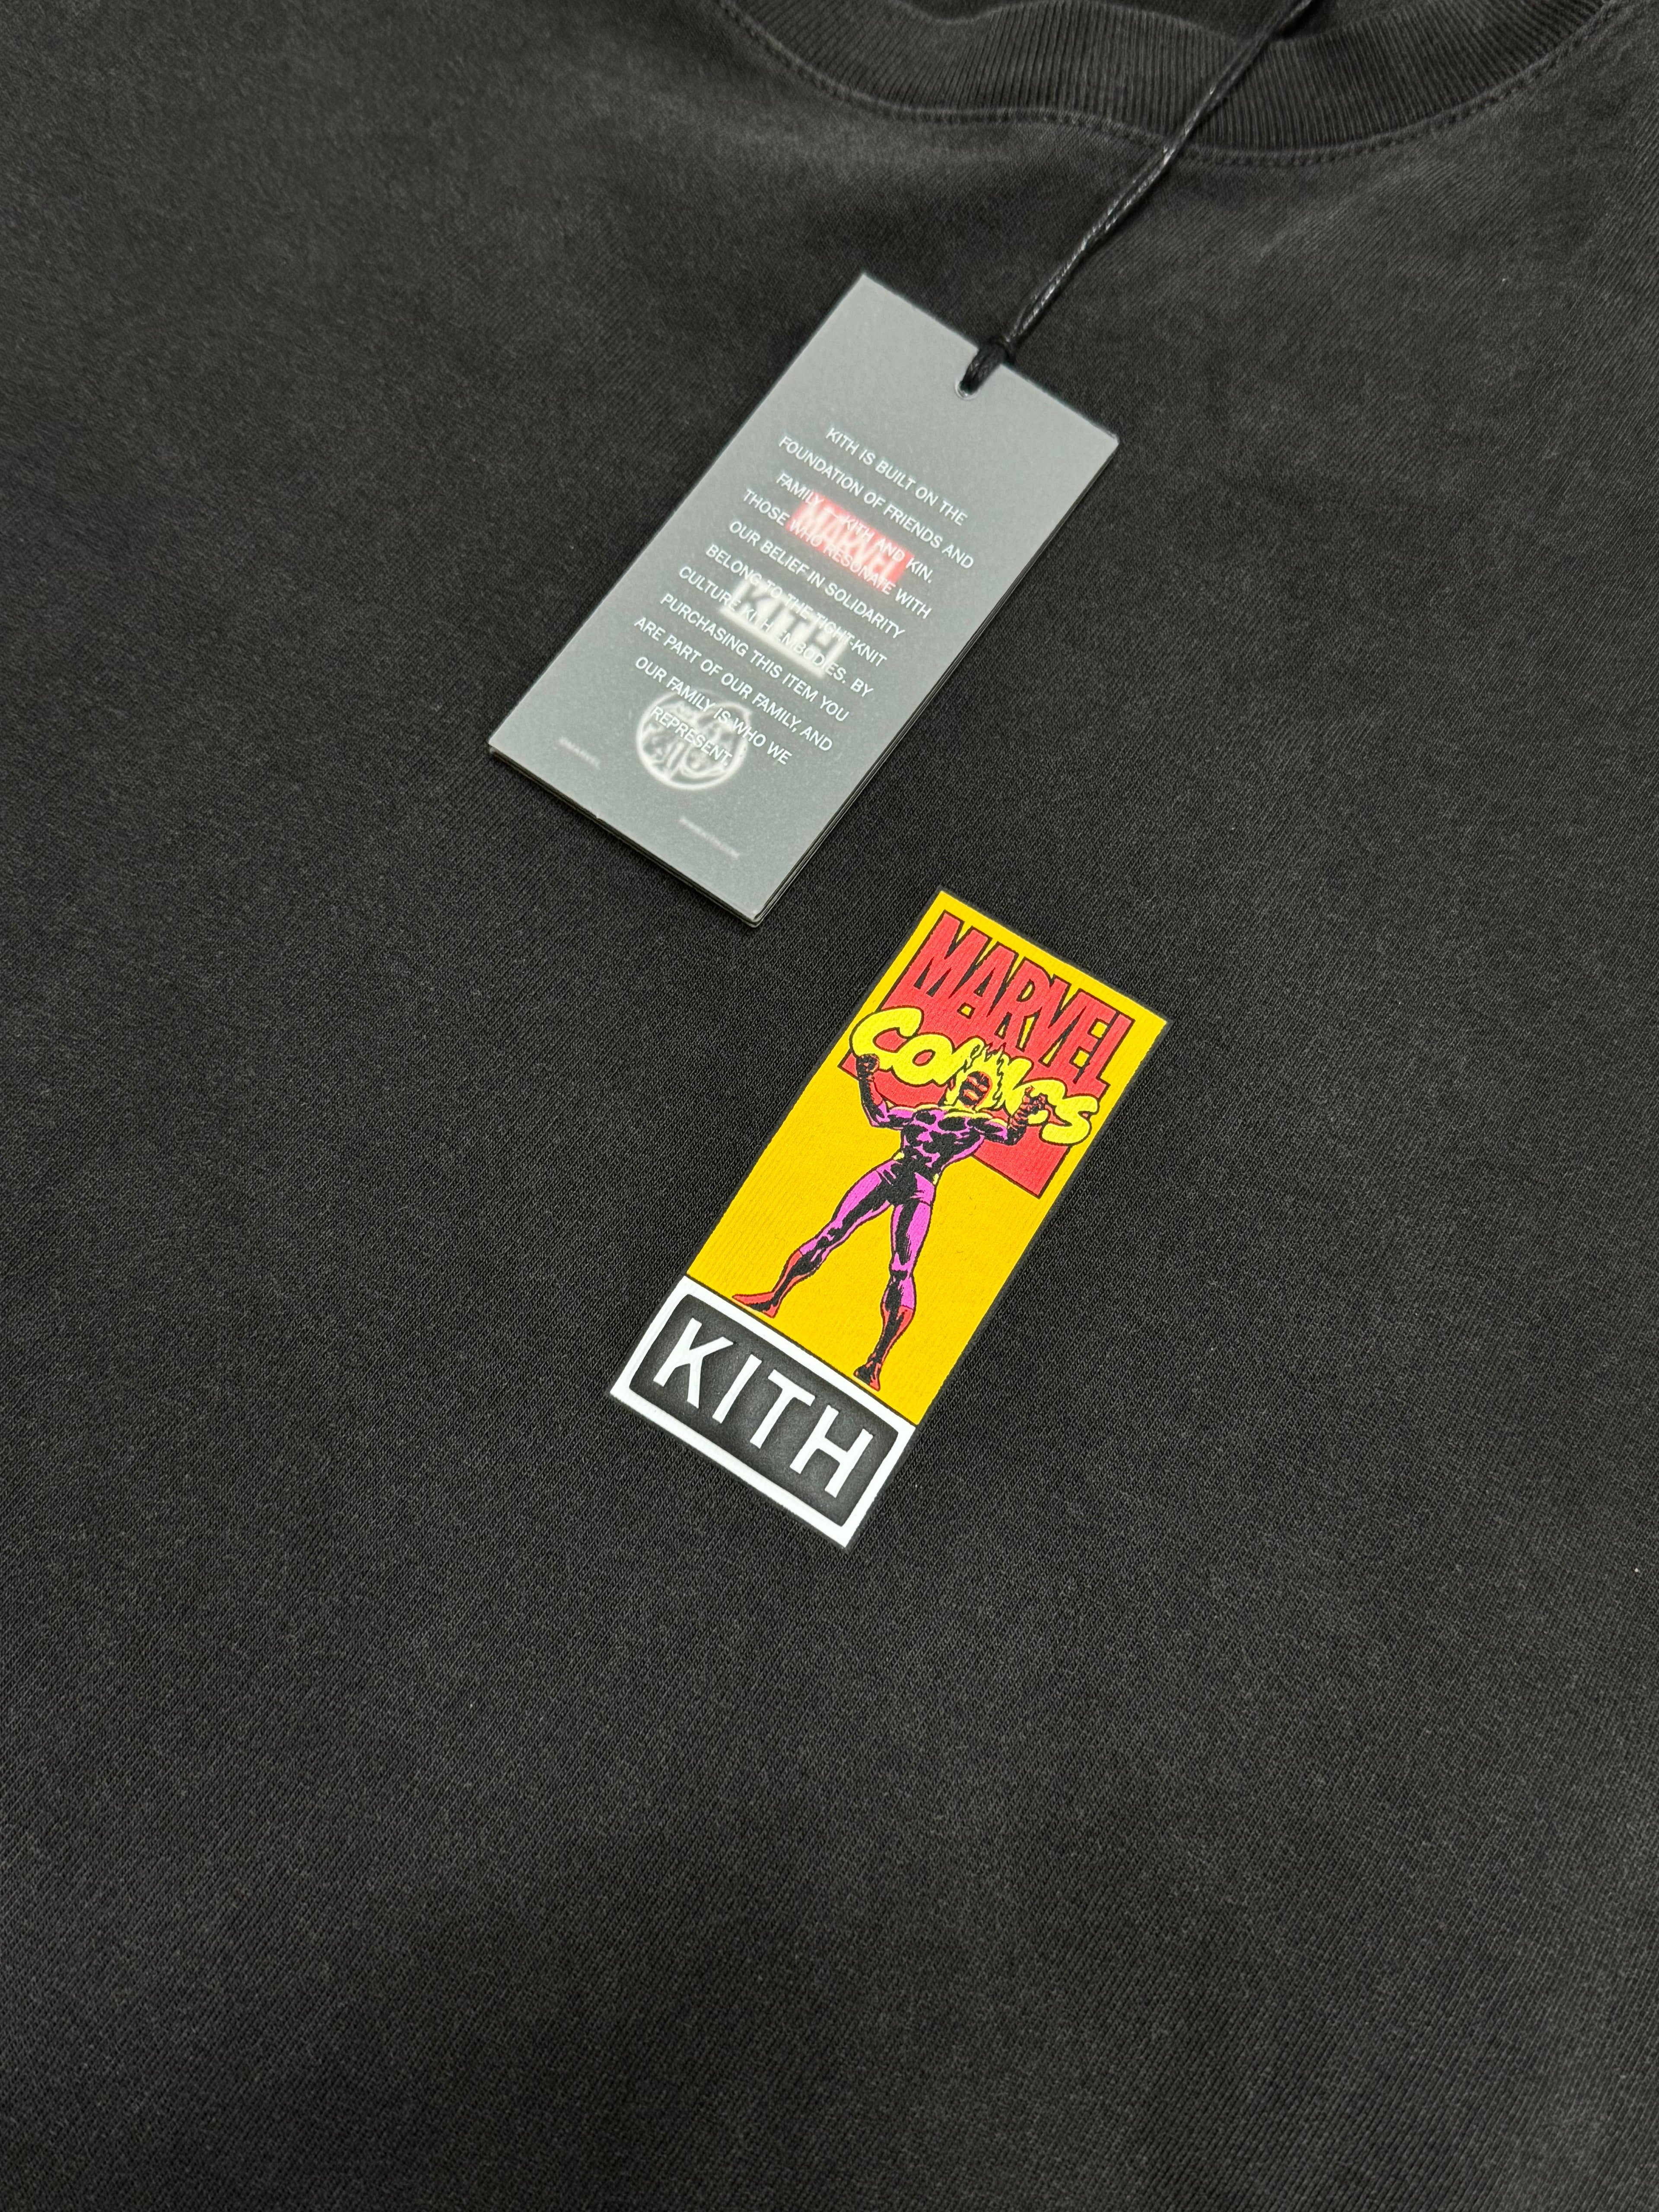 KITH IS BUILT ON THE
FOUNDATION OF FRIENDS AND
FAMILY – KITH AND KIN.
THOSE WHO RESONATE WITH
OUR BELIEF IN SOLIDARITY
BELONG TO THE TIGHT-KNIT
CULTURE KITH EMBODIES. BY
PURCHASING THIS ITEM YOU
ARE PART OF OUR FAMILY, AND
OUR FAMILY IS WHO WE
REPRESENT.
MARVEL
KITH
MARVEL
COMICS
KITH